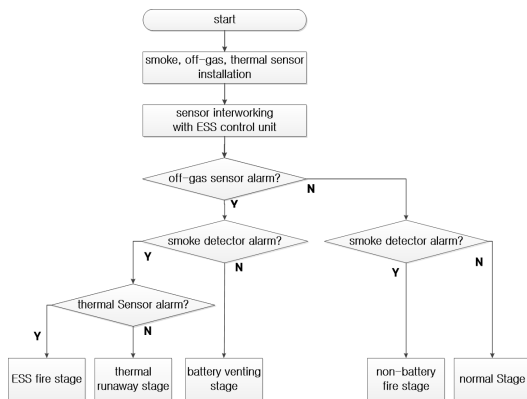 start
smoke, off-gas, thermal sensor
installation
sensor interworking
with ESS control unit
off-gas sensor alarm?
N
Y
smoke detector alarm?
smoke detector alarm?
Y
N
Y
N
thermal Sensor alarm?
Y
N
ESS fire stage
thermal
runaway stage
battery venting
stage
non-battery
fire stage
normal Stage